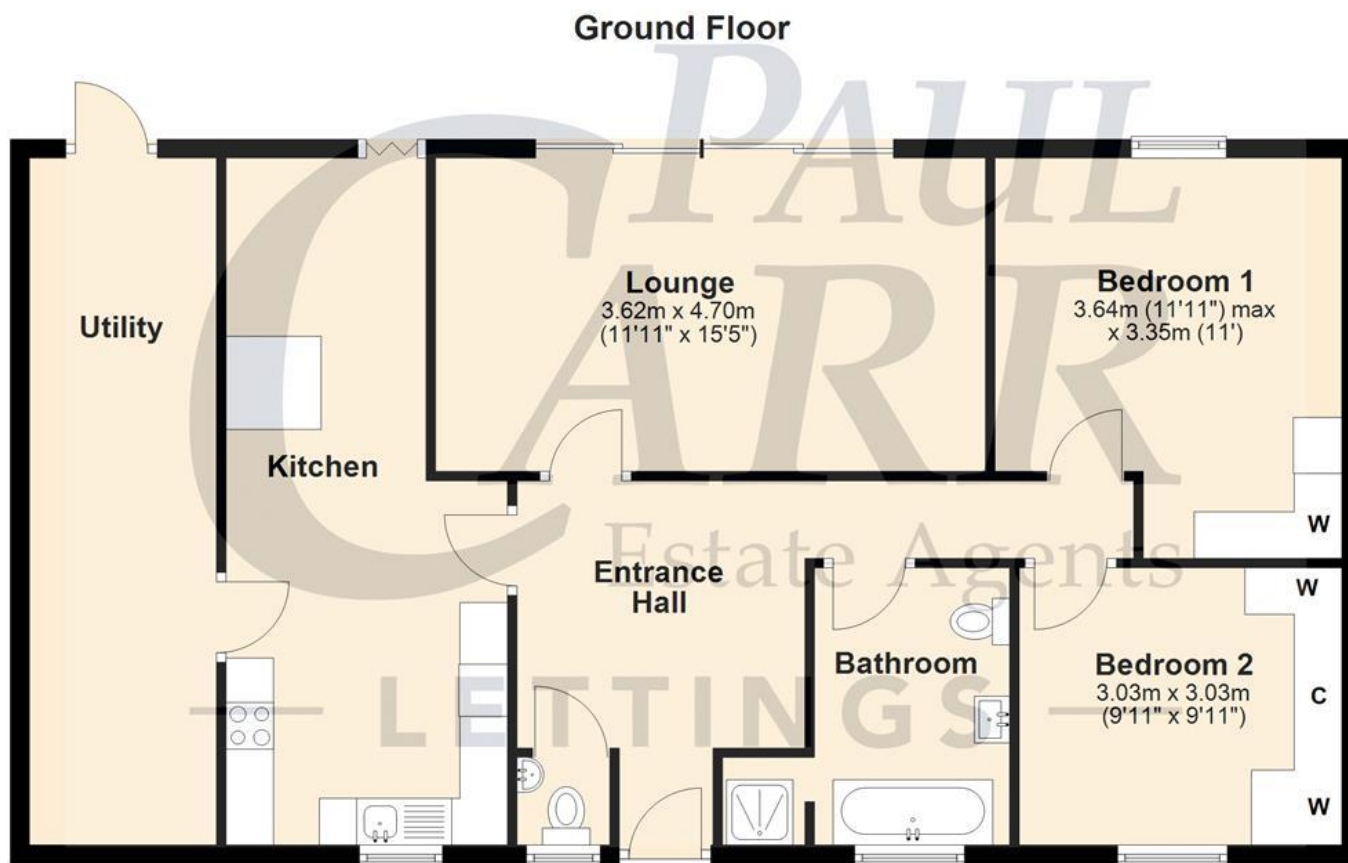 Ground Floor
PAUL
CARR
Estate Agents
LETTINGS
Utility
Kitchen
Lounge
3.62m x 4.70m
(11'11" x 15'5")
Bedroom 1
3.64m (11'11") max
x 3.35m (11')
W
Entrance
Hall
Bathroom
Bedroom 2
3.03m x 3.03m
(9'11" x 9'11")
W
C
W